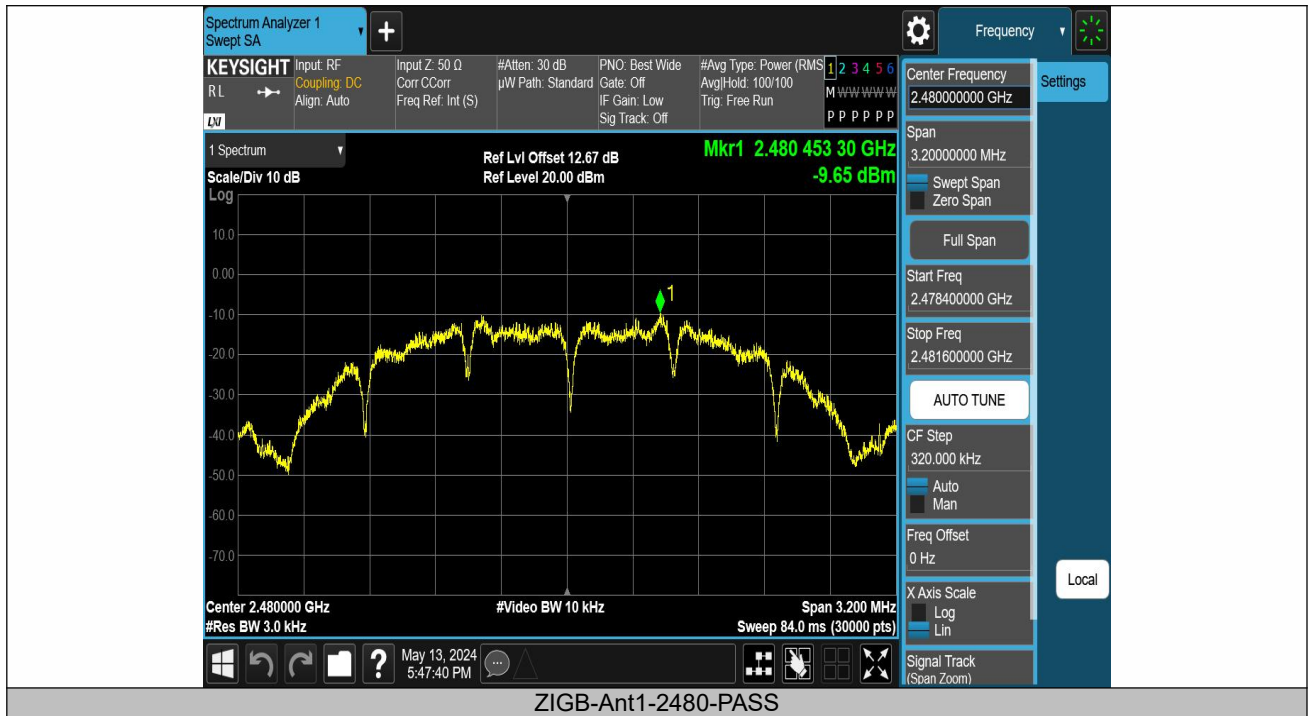 Spectrum Analyzer 1
Swept SA
+
Frequency
KEYSIGHT
RL
LXI
Input: RF
Coupling: DC
Align: Auto
Input Z: 50 Ω
Corr CCorr
Freq Ref: Int (S)
#Atten: 30 dB
µW Path: Standard
PNO: Best Wide
Gate: Off
IF Gain: Low
Sig Track: Off
#Avg Type: Power (RMS
Avg|Hold: 100/100
Trig: Free Run
1 2 3 4 5 6
M W W W W W
P P P P P P
1 Spectrum
Scale/Div 10 dB
Log
Ref Lvl Offset 12.67 dB
Ref Level 20.00 dBm
Mkr1 2.480 453 30 GHz
-9.65 dBm
10.0
0.00
-10.0
-20.0
-30.0
-40.0
-50.0
-60.0
-70.0
1
Center 2.480000 GHz
#Res BW 3.0 kHz
#Video BW 10 kHz
Span 3.200 MHz
Sweep 84.0 ms (30000 pts)
Center Frequency
2.480000000 GHz
Settings
Span
3.20000000 MHz
Swept Span
Zero Span
Full Span
Start Freq
2.478400000 GHz
Stop Freq
2.481600000 GHz
AUTO TUNE
CF Step
320.000 kHz
Auto
Man
Freq Offset
0 Hz
Local
X Axis Scale
Log
Lin
Signal Track
(Span Zoom)
?
May 13, 2024
5:47:40 PM
ZIGB-Ant1-2480-PASS